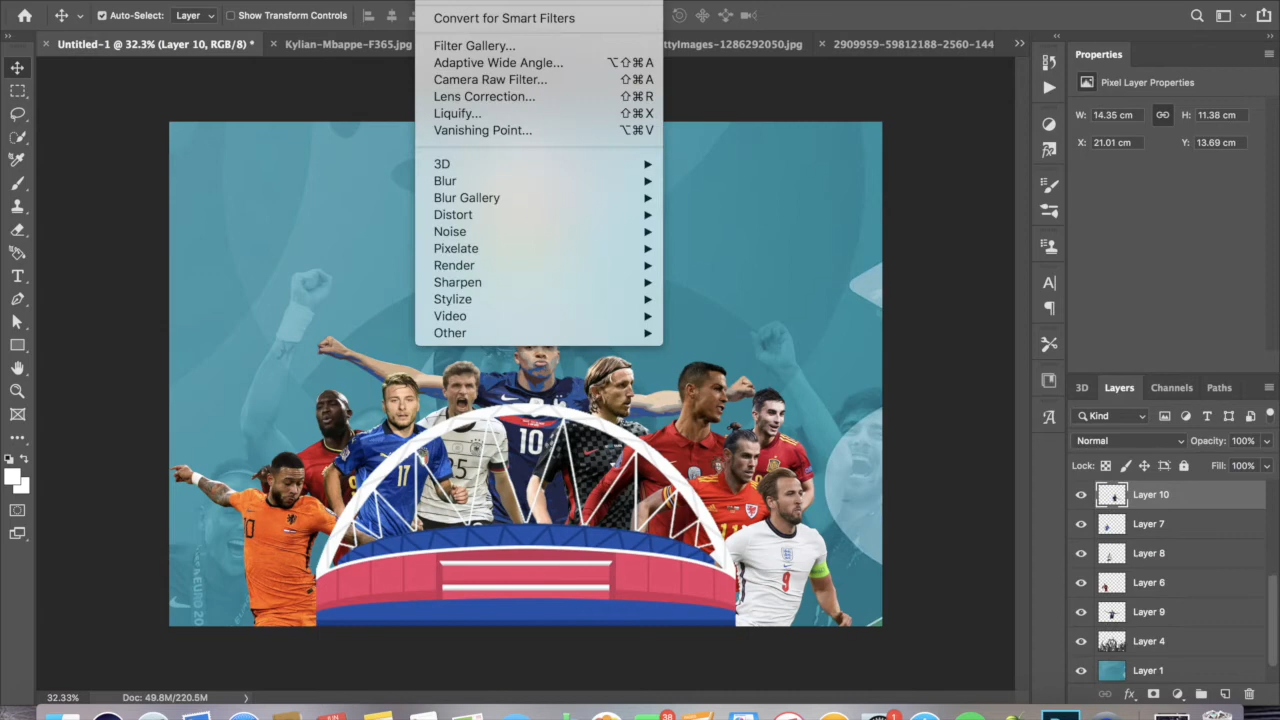 Auto-Select: Layer Show Transform Controls
Convert for Smart Filters
Untitled-1 @ 32.3% (Layer 10, RGB/8) *
Kylian-Mbappe-F365.jpg
ttyImages-1286292050.jpg
2909959-59812188-2560-144
Filter Gallery...
Adaptive Wide Angle... ⌥⇧⌘A
Camera Raw Filter... ⇧⌘A
Lens Correction... ⇧⌘R
Liquify... ⇧⌘X
Vanishing Point... ⌥⌘V
3D
Blur
Blur Gallery
Distort
Noise
Pixelate
Render
Sharpen
Stylize
Video
Other
Properties
Pixel Layer Properties
W: 14.35 cm H: 11.38 cm
X: 21.01 cm Y: 13.69 cm
3D Layers Channels Paths
Kind
Normal Opacity: 100%
Lock: Fill: 100%
Layer 10
Layer 7
Layer 8
Layer 6
Layer 9
Layer 4
Layer 1
10
17
9
EURO 20
32.33% Doc: 49.8M/220.5M
38
1